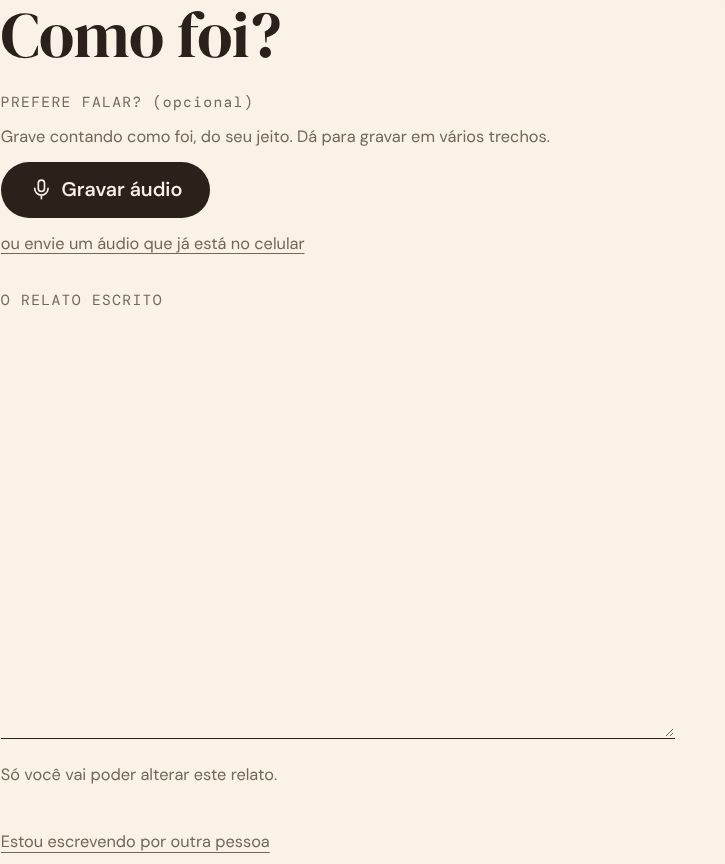 Como foi?
PREFERE FALAR? (opcional)
Grave contando como foi, do seu jeito. Dá para gravar em vários trechos.
Gravar áudio
ou envie um áudio que já está no celular
O RELATO ESCRITO
Só você vai poder alterar este relato.
Estou escrevendo por outra pessoa